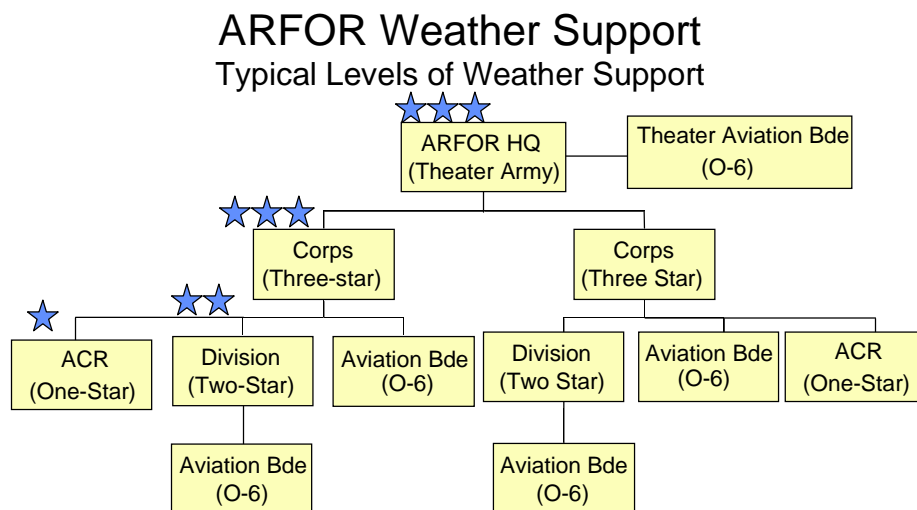 ARFOR Weather Support
Typical Levels of Weather Support
ARFOR HQ
(Theater Army)
Theater Aviation Bde
(O-6)
Corps
(Three-star)
Corps
(Three Star)
ACR
(One-Star)
Division
(Two-Star)
Aviation Bde
(O-6)
Division
(Two Star)
Aviation Bde
(O-6)
ACR
(One-Star)
Aviation Bde
(O-6)
Aviation Bde
(O-6)